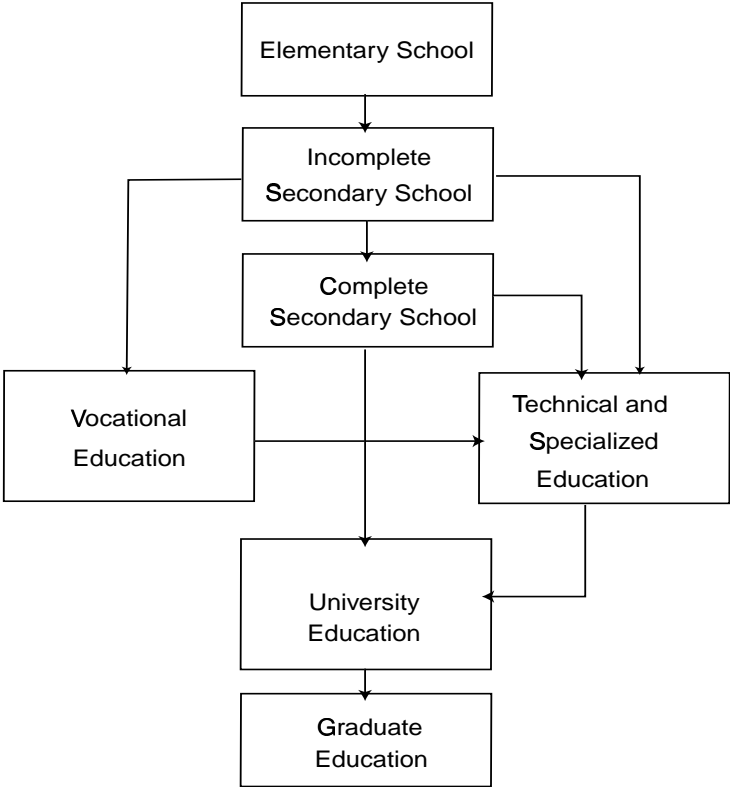 Elementary School
Incomplete
Secondary School
Complete
Secondary School
Vocational
Education
Technical and
Specialized
Education
University
Education
Graduate
Education